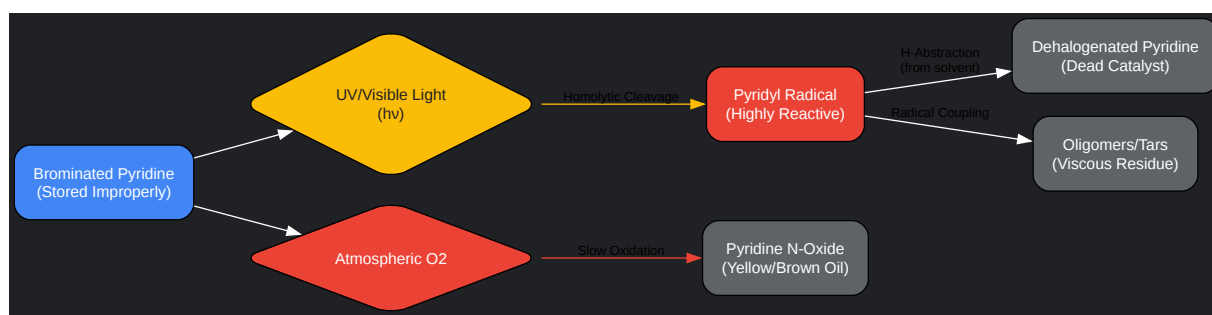 Brominated Pyridine
(Stored Improperly)
UV/Visible Light
(hν)
Atmospheric O2
Homolytic Cleavage
Slow Oxidation
Pyridyl Radical
(Highly Reactive)
Pyridine N-Oxide
(Yellow/Brown Oil)
H-Abstraction
(from solvent)
Radical Coupling
Dehalogenated Pyridine
(Dead Catalyst)
Oligomers/Tars
(Viscous Residue)